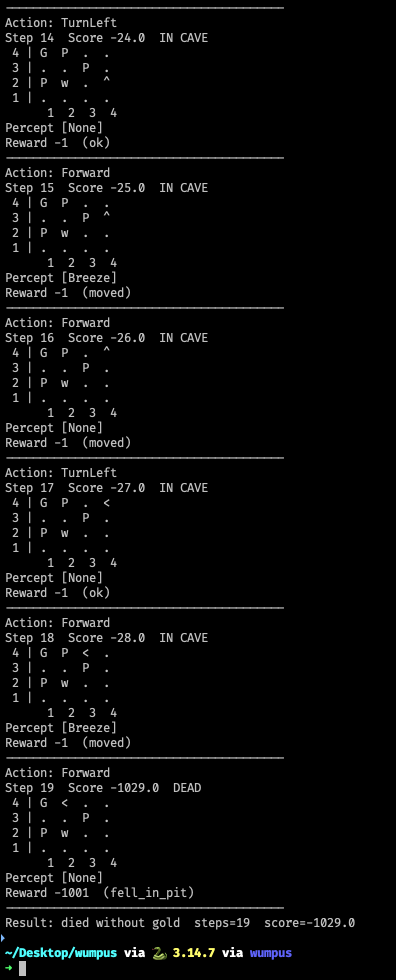 Action: TurnLeft
Step 14  Score -24.0  IN CAVE
 4 | G  P  .  .
 3 | .  .  P  .
 2 | P  w  .  ^
 1 | .  .  .  .
      1  2  3  4
Percept [None]
Reward -1  (ok)
Action: Forward
Step 15  Score -25.0  IN CAVE
 4 | G  P  .  .
 3 | .  .  P  ^
 2 | P  w  .  .
 1 | .  .  .  .
      1  2  3  4
Percept [Breeze]
Reward -1  (moved)
Action: Forward
Step 16  Score -26.0  IN CAVE
 4 | G  P  .  ^
 3 | .  .  P  .
 2 | P  w  .  .
 1 | .  .  .  .
      1  2  3  4
Percept [None]
Reward -1  (moved)
Action: TurnLeft
Step 17  Score -27.0  IN CAVE
 4 | G  P  .  <
 3 | .  .  P  .
 2 | P  w  .  .
 1 | .  .  .  .
      1  2  3  4
Percept [None]
Reward -1  (ok)
Action: Forward
Step 18  Score -28.0  IN CAVE
 4 | G  P  <  .
 3 | .  .  P  .
 2 | P  w  .  .
 1 | .  .  .  .
      1  2  3  4
Percept [Breeze]
Reward -1  (moved)
Action: Forward
Step 19  Score -1029.0  DEAD
 4 | G  <  .  .
 3 | .  .  P  .
 2 | P  w  .  .
 1 | .  .  .  .
      1  2  3  4
Percept [None]
Reward -1001  (fell_in_pit)
Result: died without gold  steps=19  score=-1029.0
~/Desktop/wumpus via 🐍 3.14.7 via wumpus
➜